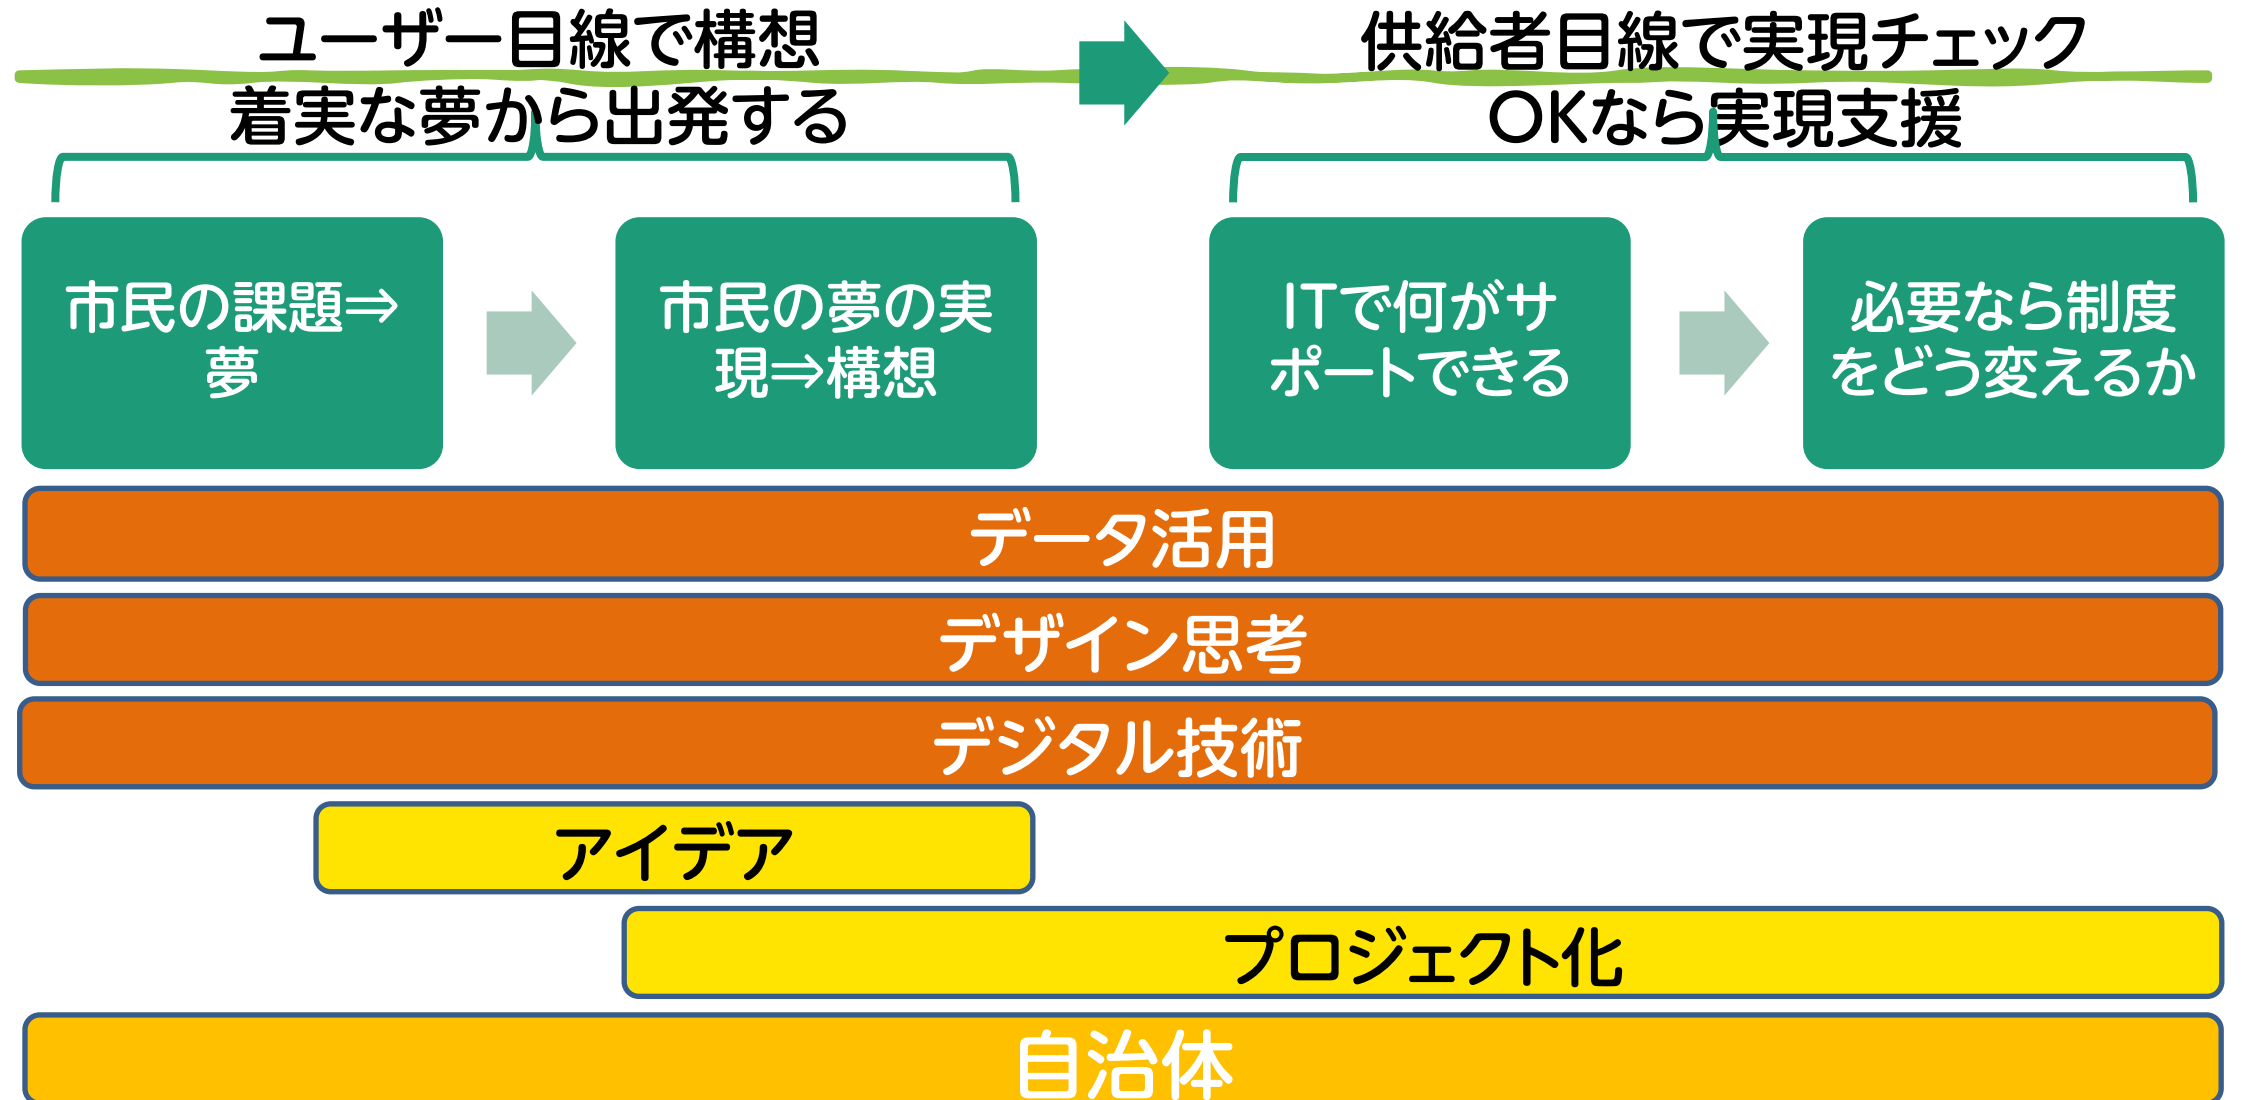 ユーザー目線で構想
着実な夢から出発する
供給者目線で実現チェック
OKなら実現支援
市民の課題⇒
夢
市民の夢の実
現⇒構想
ITで何がサ
ポートできる
必要なら制度
をどう変えるか
データ活用
デザイン思考
デジタル技術
アイデア
プロジェクト化
自治体